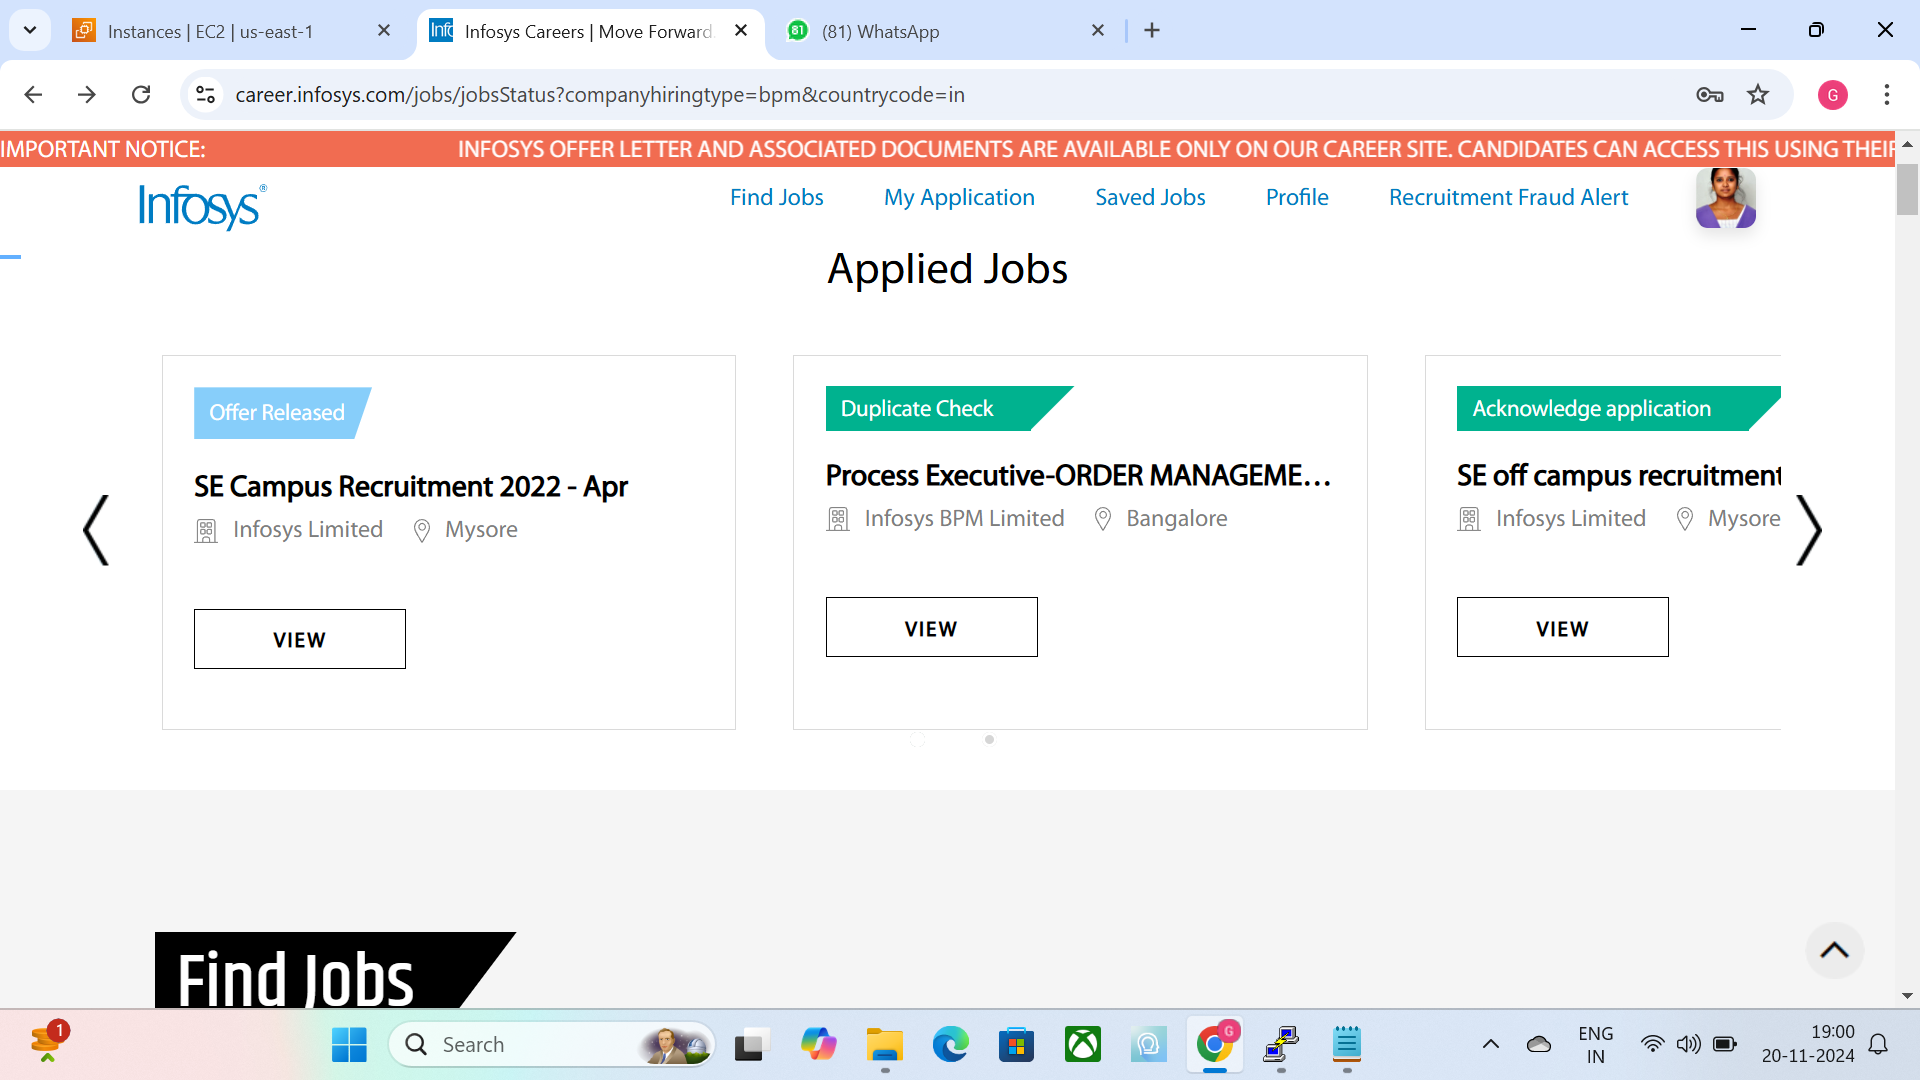 Instances | EC2 | us-east-1
Infosys Careers | Move Forward
(81) WhatsApp
career.infosys.com/jobs/jobsStatus?companyhiringtype=bpm&countrycode=in
G
IMPORTANT NOTICE: INFOSYS OFFER LETTER AND ASSOCIATED DOCUMENTS ARE AVAILABLE ONLY ON OUR CAREER SITE. CANDIDATES CAN ACCESS THIS USING THEIR
Infosys®
Find Jobs My Application Saved Jobs Profile Recruitment Fraud Alert
Applied Jobs
Offer Released
SE Campus Recruitment 2022 - Apr
Infosys Limited Mysore
VIEW
Duplicate Check
Process Executive-ORDER MANAGEME...
Infosys BPM Limited Bangalore
VIEW
Acknowledge application
SE off campus recruitment
Infosys Limited Mysore
VIEW
Find Jobs
1
Search
G
ENG
IN
19:00
20-11-2024